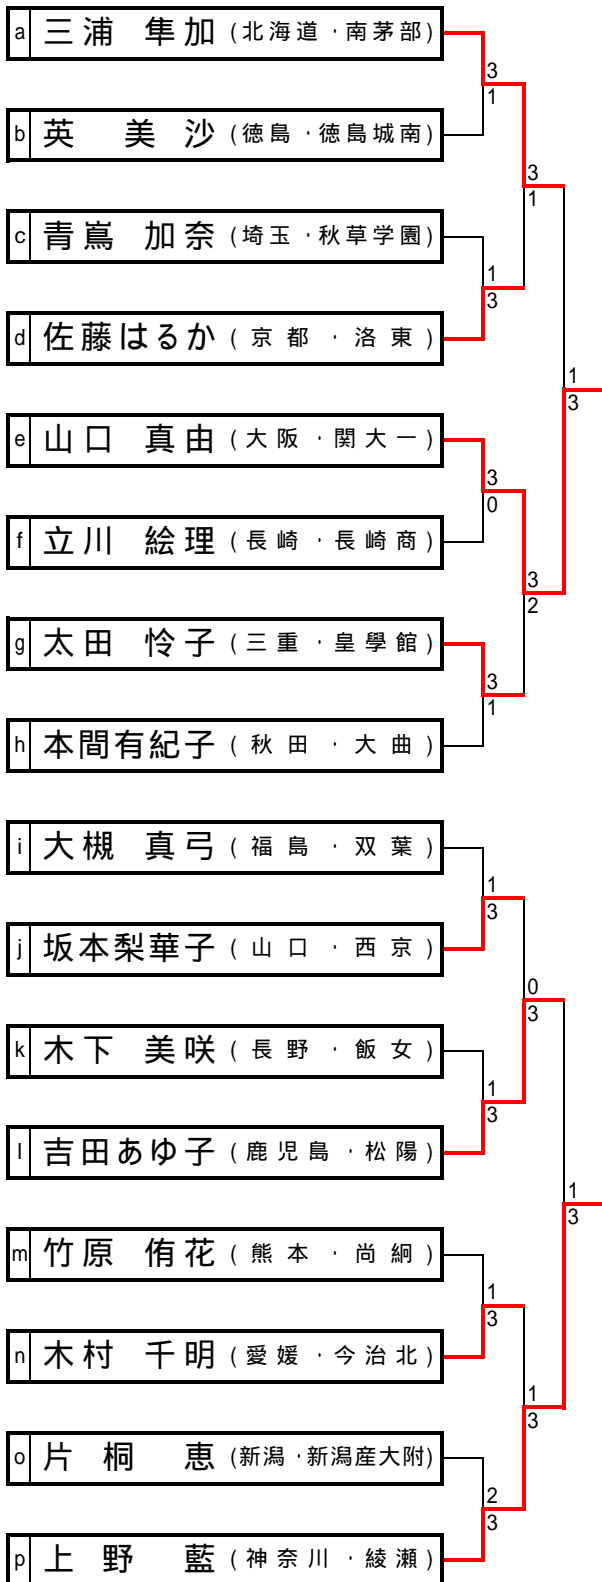 a 三浦 隼加 (北海道・南茅部)
3
1
b 英 美沙 (徳島・徳島城南)
3
1
c 青嶌 加奈 (埼玉・秋草学園)
1
3
d 佐藤はるか (京都・洛東)
1
3
e 山口 真由 (大阪・関大一)
3
0
f 立川 絵理 (長崎・長崎商)
3
2
g 太田 怜子 (三重・皇學館)
3
1
h 本間有紀子 (秋田・大曲)
i 大槻 真弓 (福島・双葉)
1
3
j 坂本梨華子 (山口・西京)
0
3
k 木下 美咲 (長野・飯女)
1
3
l 吉田あゆ子 (鹿児島・松陽)
1
3
m 竹原 侑花 (熊本・尚絅)
1
3
n 木村 千明 (愛媛・今治北)
1
3
o 片桐 恵 (新潟・新潟産大附)
2
3
p 上野 藍 (神奈川・綾瀬)